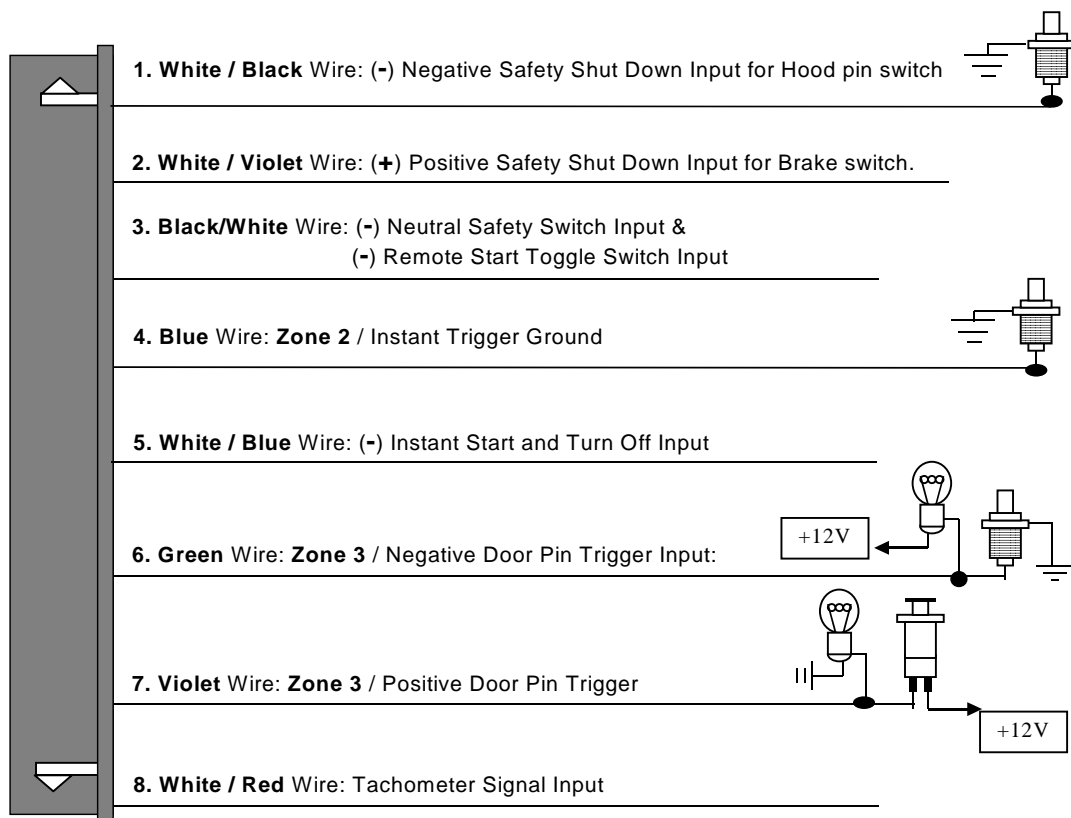 1. White / Black Wire: (-) Negative Safety Shut Down Input for Hood pin switch
2. White / Violet Wire: (+) Positive Safety Shut Down Input for Brake switch.
3. Black/White Wire: (-) Neutral Safety Switch Input &
(-) Remote Start Toggle Switch Input
4. Blue Wire: Zone 2 / Instant Trigger Ground
5. White / Blue Wire: (-) Instant Start and Turn Off Input
+12V
6. Green Wire: Zone 3 / Negative Door Pin Trigger Input:
7. Violet Wire: Zone 3 / Positive Door Pin Trigger
+12V
8. White / Red Wire: Tachometer Signal Input